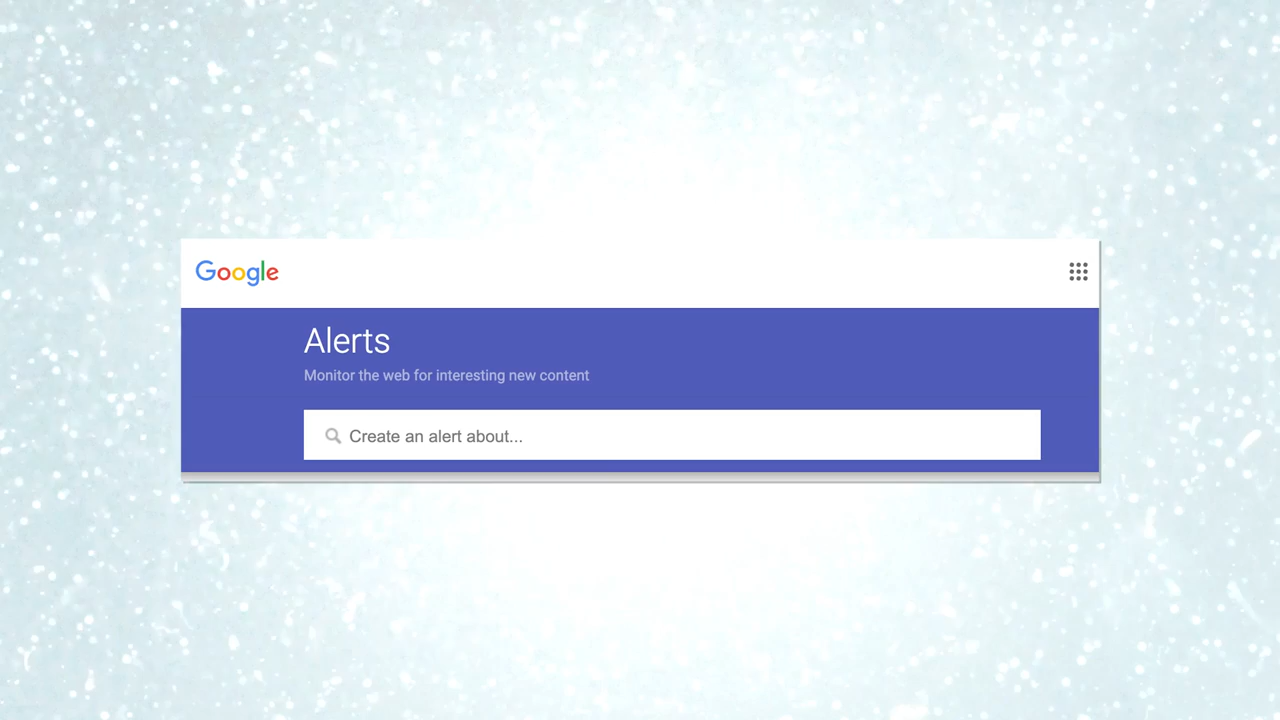 Google
Alerts
Monitor the web for interesting new content
Create an alert about...